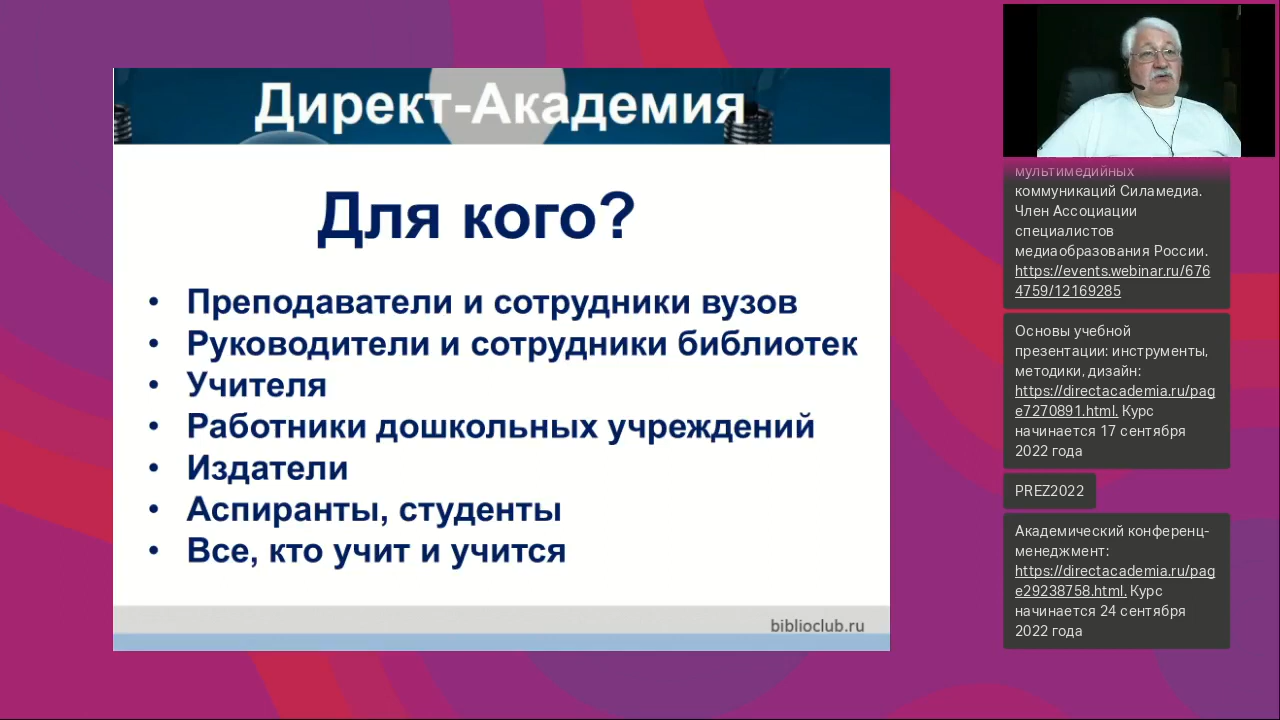 Директ-Академия
Для кого?
• Преподаватели и сотрудники вузов
• Руководители и сотрудники библиотек
• Учителя
• Работники дошкольных учреждений
• Издатели
• Аспиранты, студенты
• Все, кто учит и учится
biblioclub.ru
мультимедийных
коммуникаций Силамедиа.
Член Ассоциации
специалистов
медиаобразования России.
https://events.webinar.ru/676
4759/12169285
Основы учебной
презентации: инструменты,
методики, дизайн:
https://directacademia.ru/pag
e7270891.html. Курс
начинается 17 сентября
2022 года
PREZ2022
Академический конференц-
менеджмент:
https://directacademia.ru/pag
e29238758.html. Курс
начинается 24 сентября
2022 года